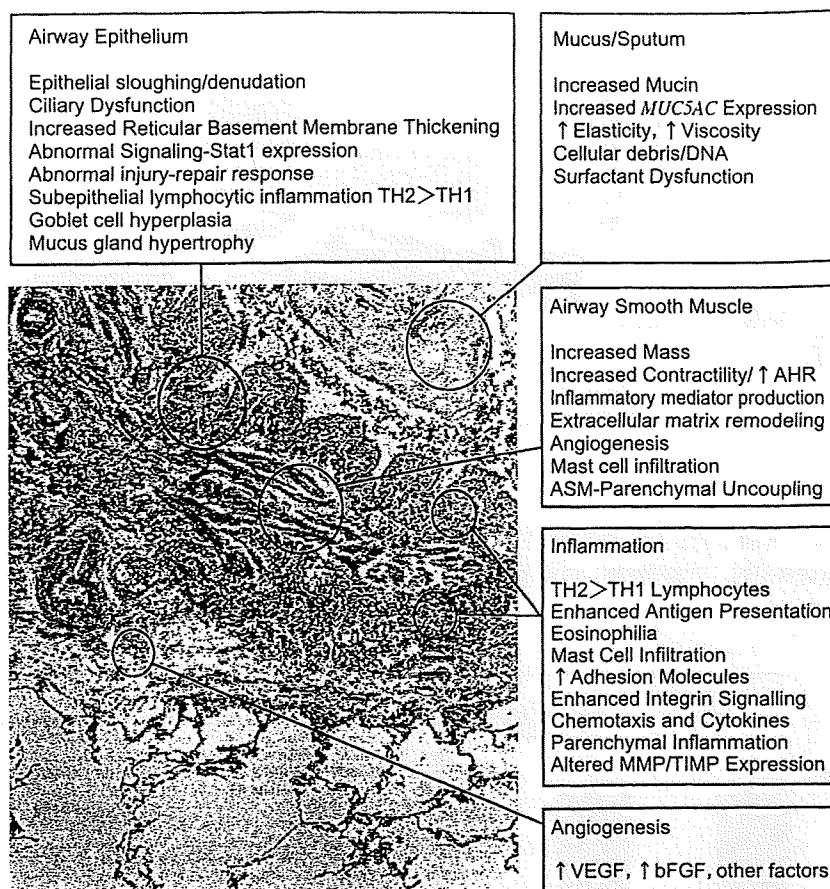 Airway Epithelium
Epithelial sloughing/denudation
Ciliary Dysfunction
Increased Reticular Basement Membrane Thickening
Abnormal Signaling-Stat1 expression
Abnormal injury-repair response
Subepithelial lymphocytic inflammation TH2>TH1
Goblet cell hyperplasia
Mucus gland hypertrophy
Mucus/Sputum
Increased Mucin
Increased MUC5AC Expression
↑ Elasticity, ↑ Viscosity
Cellular debris/DNA
Surfactant Dysfunction
Airway Smooth Muscle
Increased Mass
Increased Contractility/ ↑ AHR
Inflammatory mediator production
Extracellular matrix remodeling
Angiogenesis
Mast cell infiltration
ASM-Parenchymal Uncoupling
Inflammation
TH2>TH1 Lymphocytes
Enhanced Antigen Presentation
Eosinophilia
Mast Cell Infiltration
↑ Adhesion Molecules
Enhanced Integrin Signalling
Chemotaxis and Cytokines
Parenchymal Inflammation
Altered MMP/TIMP Expression
Angiogenesis
↑ VEGF, ↑ bFGF, other factors